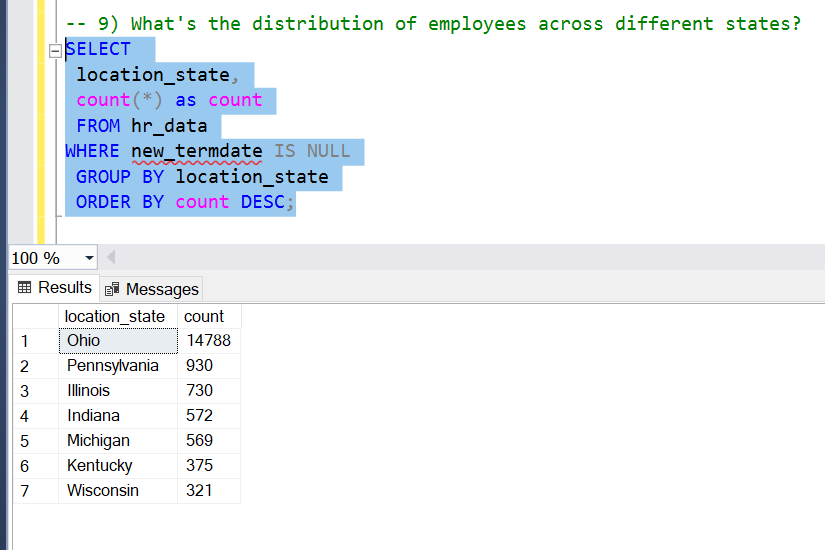 -- 9) What's the distribution of employees across different states?
SELECT
location_state,
count(*) as count
FROM hr_data
WHERE new_termdate IS NULL
GROUP BY location_state
ORDER BY count DESC;
100 %
Results Messages
location_state count
1 Ohio 14788
2 Pennsylvania 930
3 Illinois 730
4 Indiana 572
5 Michigan 569
6 Kentucky 375
7 Wisconsin 321